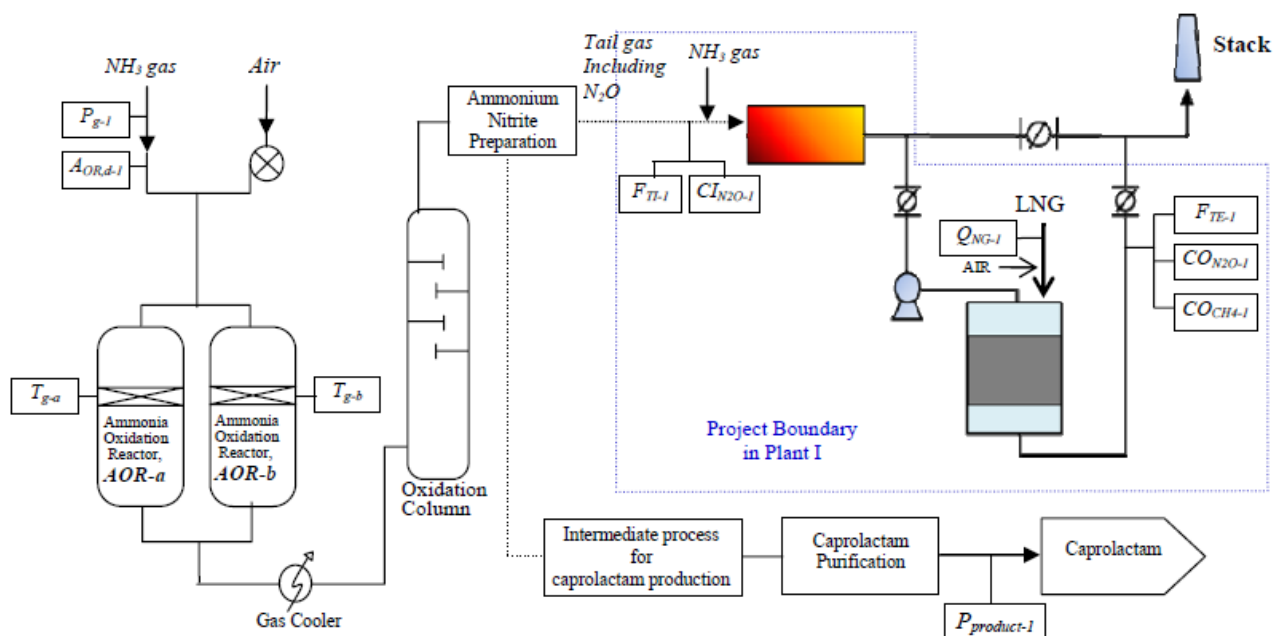 NH3 gas
Air
Pg-1
AOR,d-1
Tg-a
Ammonia
Oxidation
Reactor,
AOR-a
Ammonia
Oxidation
Reactor,
AOR-b
Tg-b
Gas Cooler
Oxidation
Column
Ammonium
Nitrite
Preparation
Tail gas
Including
N2O
NH3 gas
FTI-1
CIN2O-1
Stack
LNG
QNG-1
AIR
FTE-1
CON2O-1
COCH4-1
Project Boundary
in Plant I
Intermediate process
for
caprolactam production
Caprolactam
Purification
Caprolactam
Pproduct-1